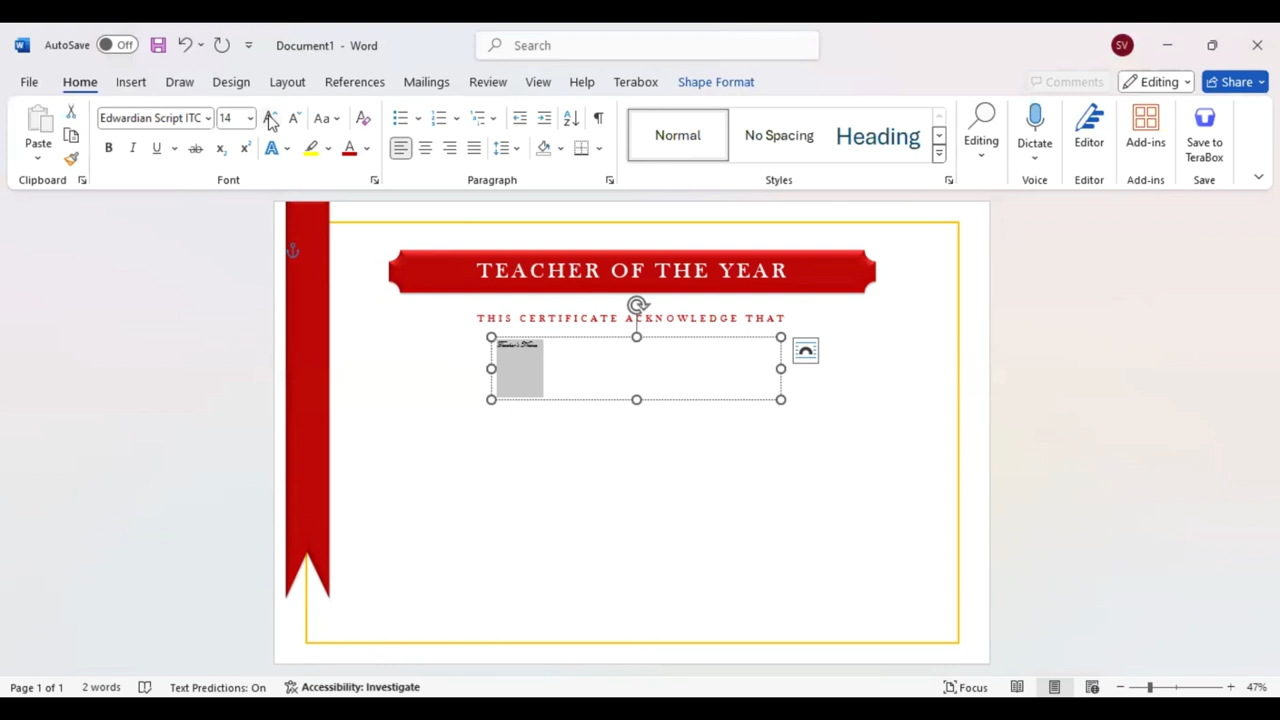 AutoSave Off Document1 - Word Search SV
File Home Insert Draw Design Layout References Mailings Review View Help Terabox Shape Format Comments Editing Share
Edwardian Script ITC 14 Aa Normal No Spacing Heading
Paste Editing Dictate Editor Add-ins Save to TeraBox
Clipboard Font Paragraph Styles Voice Editor Add-ins Save
TEACHER OF THE YEAR
THIS CERTIFICATE ACKNOWLEDGE THAT
Teacher's Name
Page 1 of 1 2 words Text Predictions: On Accessibility: Investigate Focus 47%